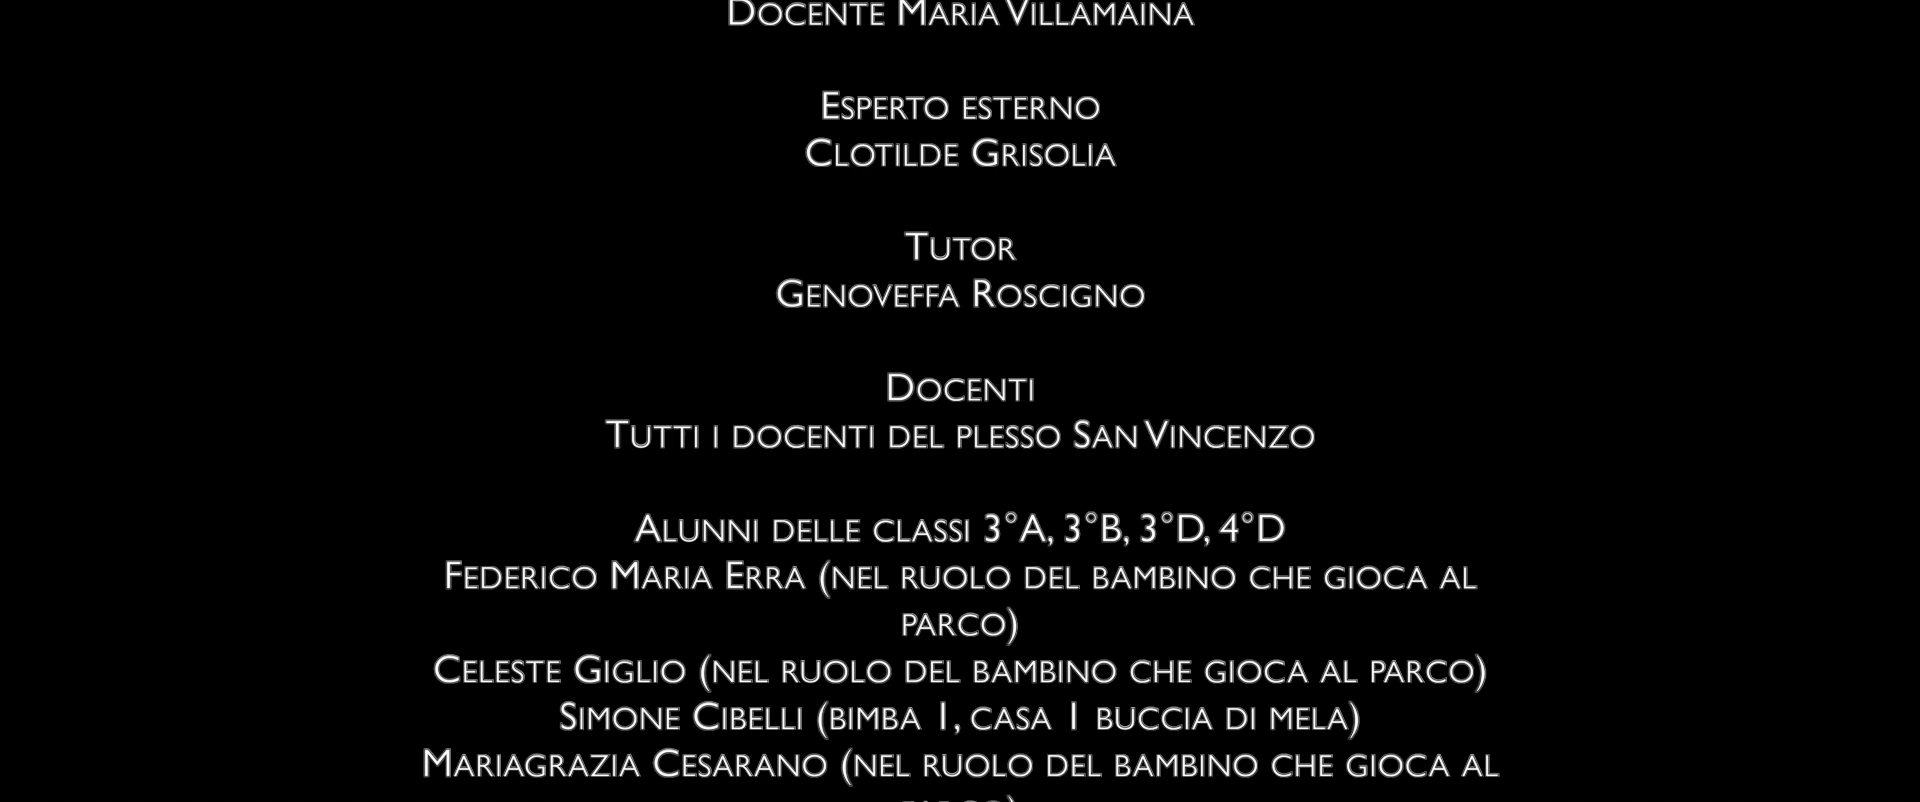 Docente Maria Villamaina
Esperto esterno
Clotilde Grisolia
Tutor
Genoveffa Roscigno
Docenti
Tutti i docenti del plesso San Vincenzo
Alunni delle classi 3°A, 3°B, 3°D, 4°D
Federico Maria Erra (nel ruolo del bambino che gioca al
parco)
Celeste Giglio (nel ruolo del bambino che gioca al parco)
Simone Cibelli (bimba 1, casa 1 buccia di mela)
Mariagrazia Cesarano (nel ruolo del bambino che gioca al